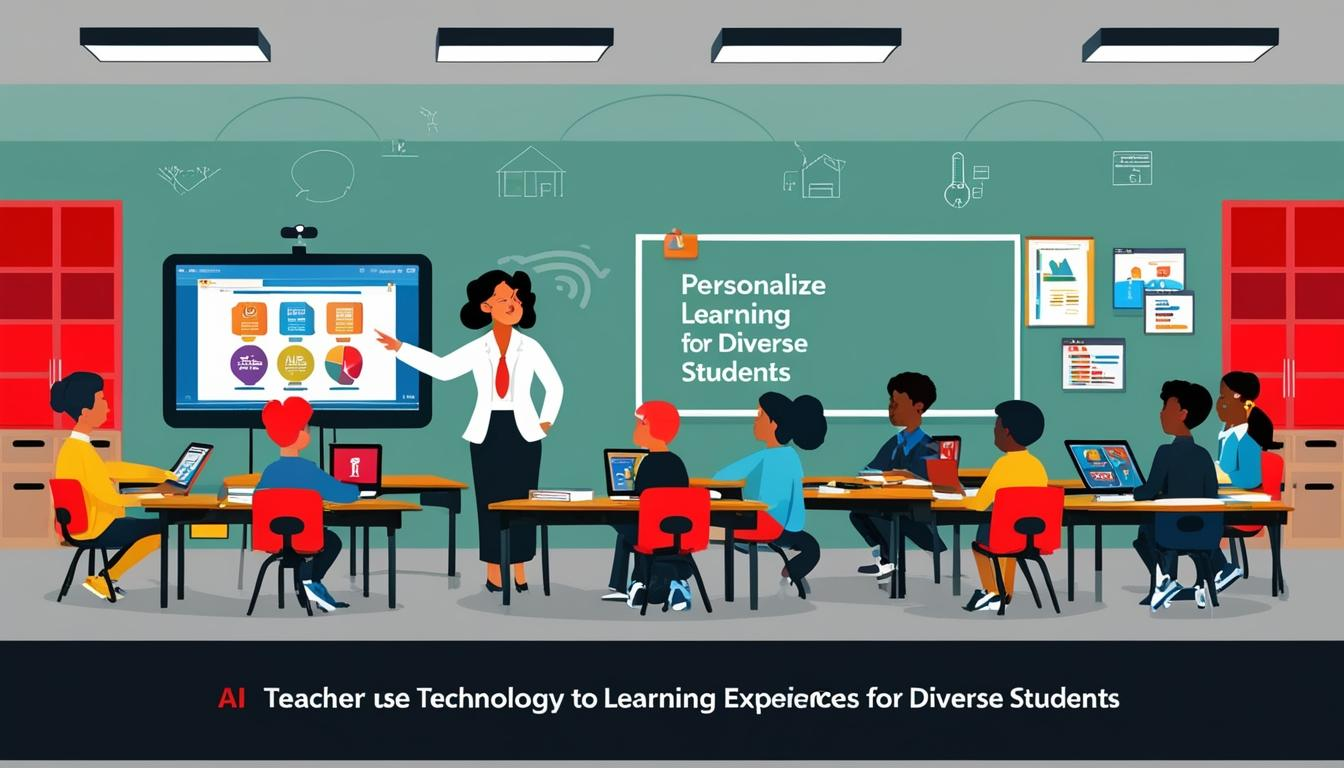 Personalize
Learning
for Diverse
Students
AI Teacher use Technology to Learning Expeiences for Diverse Students